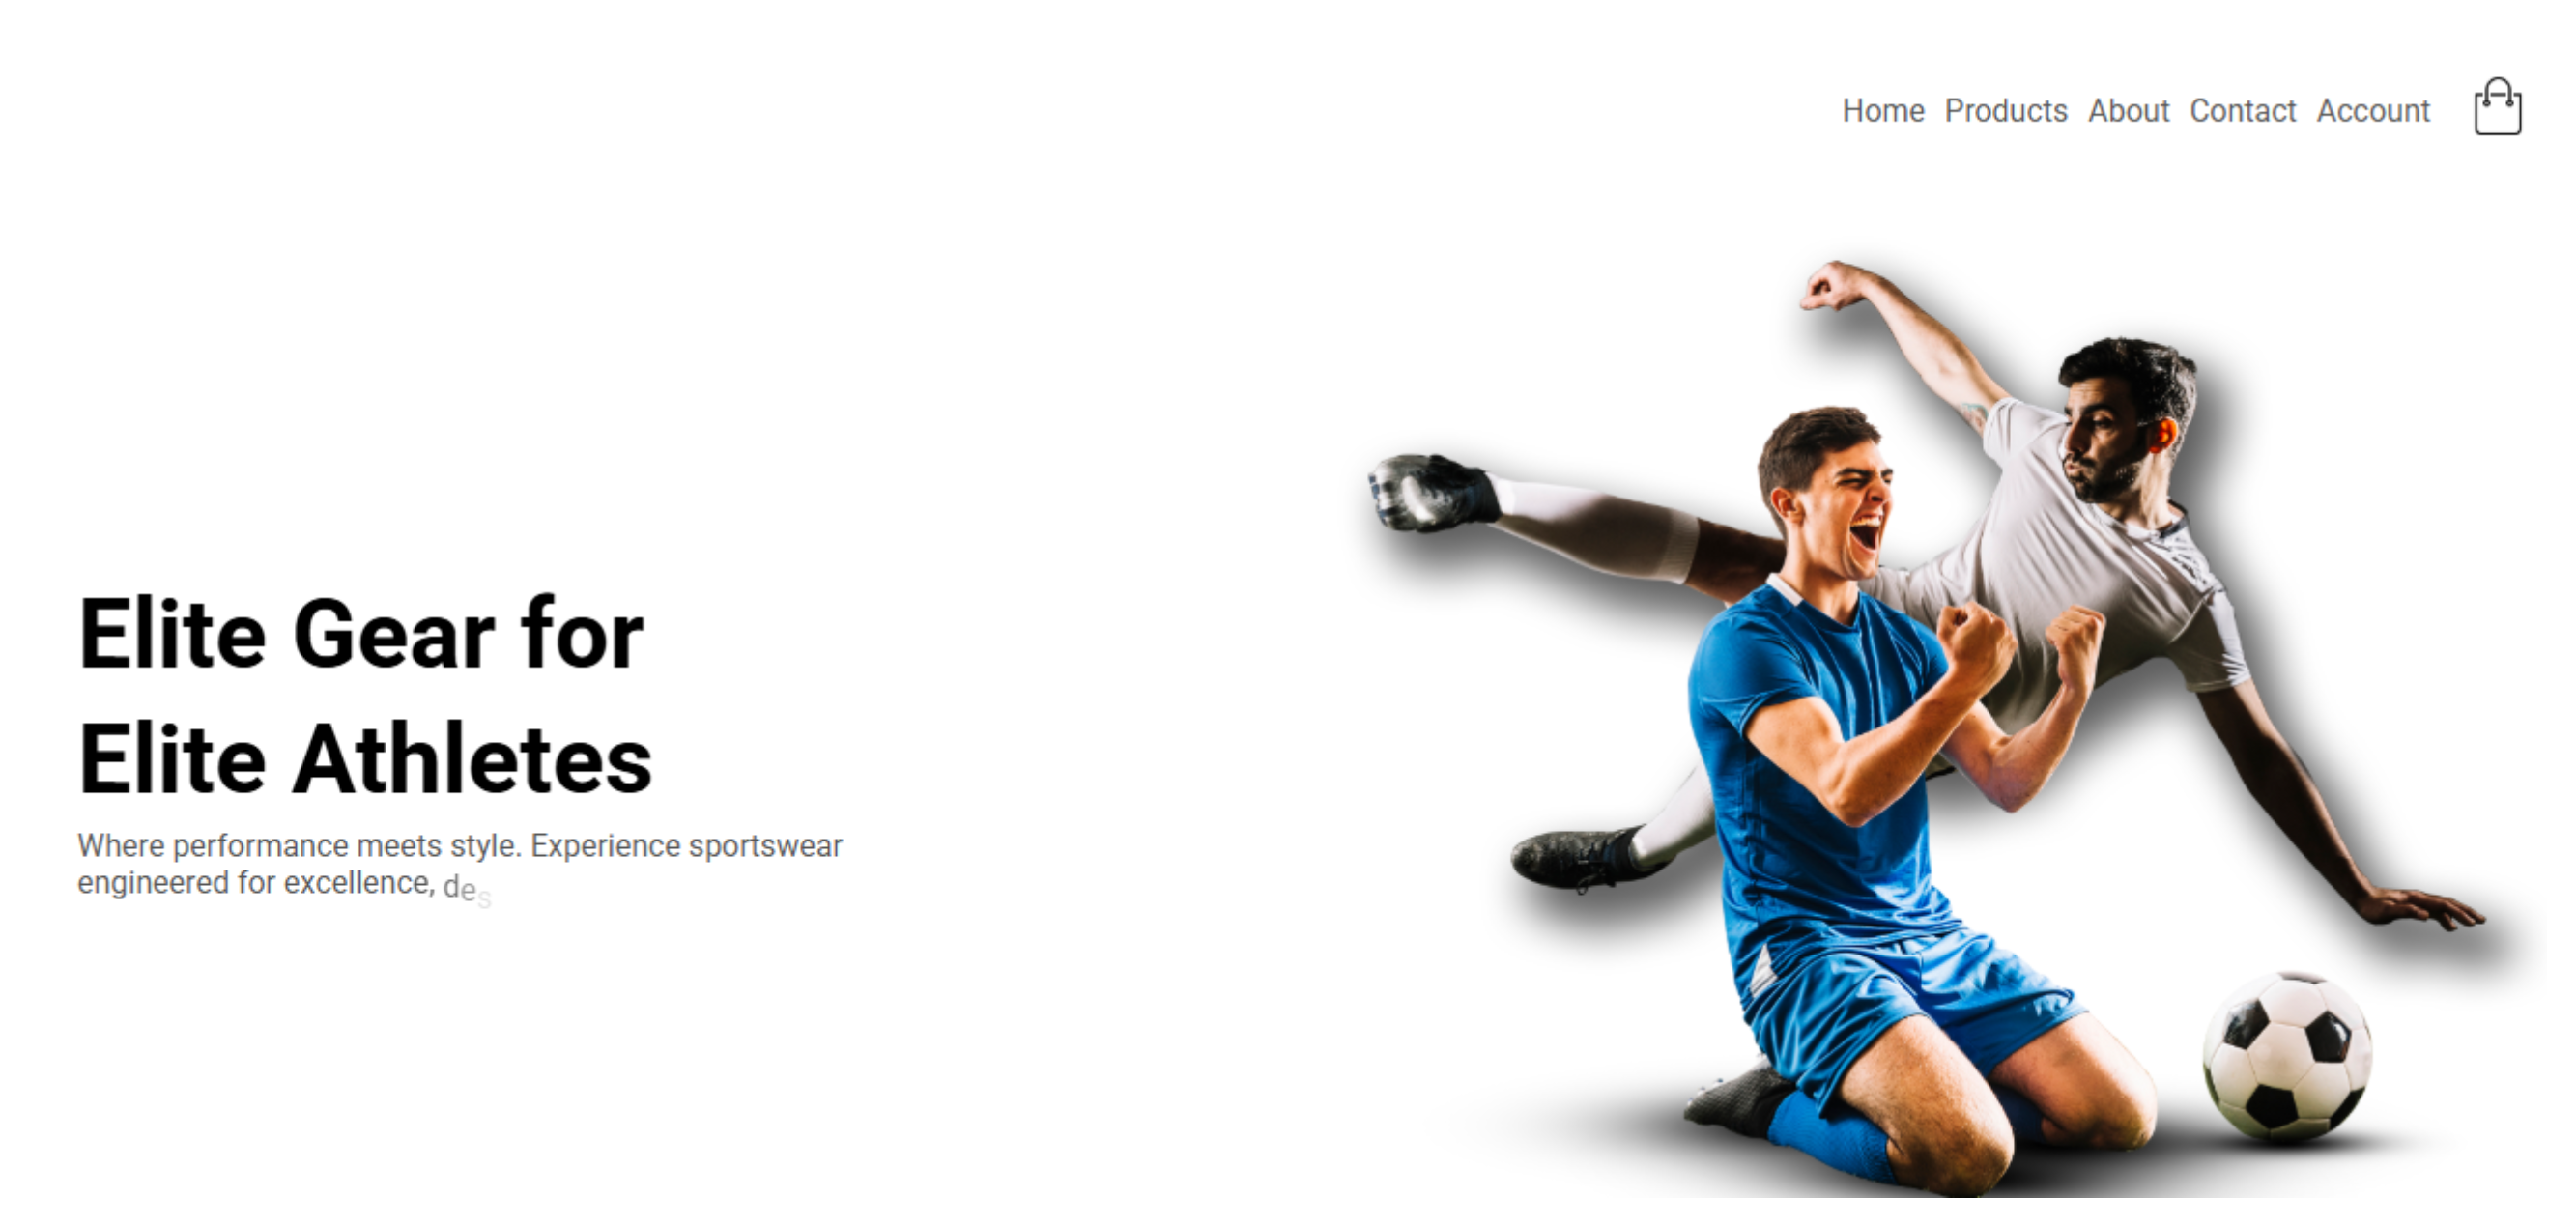 Home Products About Contact Account
Elite Gear for
Elite Athletes
Where performance meets style. Experience sportswear
engineered for excellence, des